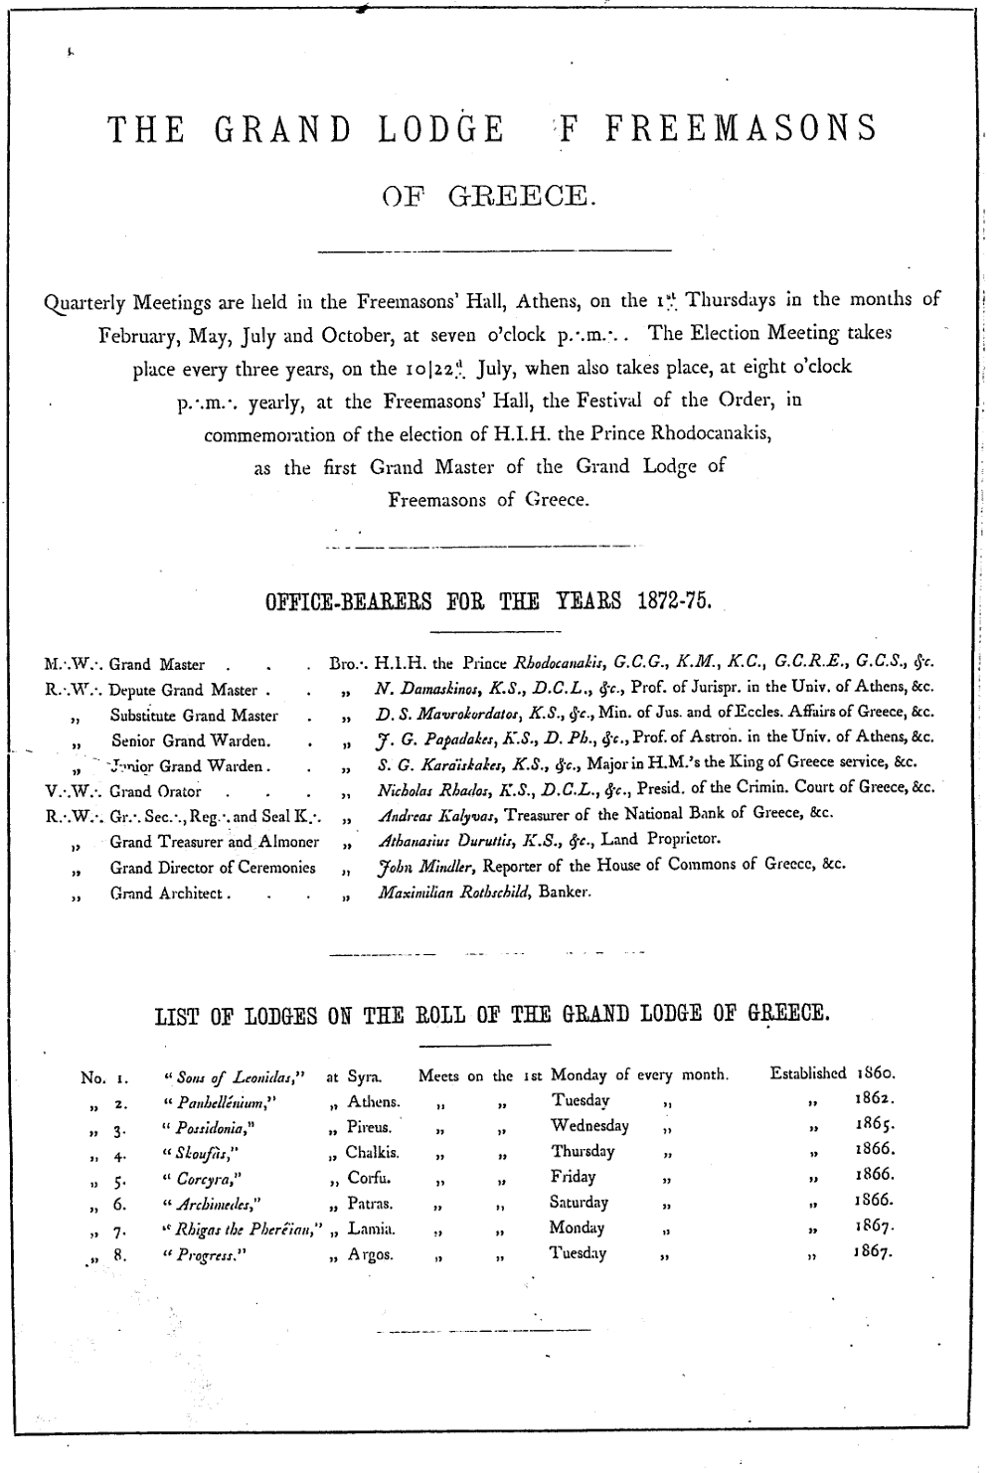 THE GRAND LODGE F FREEMASONS
OF GREECE.
Quarterly Meetings are held in the Freemasons' Hall, Athens, on the 1st Thursdays in the months of
February, May, July and October, at seven o'clock p.∴m.∴. The Election Meeting takes
place every three years, on the 10|22d July, when also takes place, at eight o'clock
p.∴m.∴ yearly, at the Freemasons' Hall, the Festival of the Order, in
commemoration of the election of H.I.H. the Prince Rhodocanakis,
as the first Grand Master of the Grand Lodge of
Freemasons of Greece.
OFFICE-BEARERS FOR THE YEARS 1872-75.
M.∴W.∴ Grand Master . . . Bro.∴ H.I.H. the Prince Rhodocanakis, G.C.G., K.M., K.C., G.C.R.E., G.C.S., &c.
R.∴W.∴ Depute Grand Master . . „ N. Damaskinos, K.S., D.C.L., &c., Prof. of Jurispr. in the Univ. of Athens, &c.
„ Substitute Grand Master . „ D. S. Mavrokordatos, K.S., &c., Min. of Jus. and of Eccles. Affairs of Greece, &c.
„ Senior Grand Warden. . „ J. G. Papadakes, K.S., D. Ph., &c., Prof. of Astron. in the Univ. of Athens, &c.
„ Junior Grand Warden . . „ S. G. Karaïskakes, K.S., &c., Major in H.M.'s the King of Greece service, &c.
V.∴W.∴ Grand Orator . . . „ Nicholas Rhados, K.S., D.C.L., &c., Presid. of the Crimin. Court of Greece, &c.
R.∴W.∴ Gr.∴ Sec.∴, Reg.∴ and Seal K.∴ „ Andreas Kalyvas, Treasurer of the National Bank of Greece, &c.
„ Grand Treasurer and Almoner „ Athanasius Duruttis, K.S., &c., Land Proprietor.
„ Grand Director of Ceremonies „ John Mindler, Reporter of the House of Commons of Greece, &c.
„ Grand Architect . . . „ Maximilian Rothschild, Banker.
LIST OF LODGES ON THE ROLL OF THE GRAND LODGE OF GREECE.
No. 1. “Sons of Leonidas,” at Syra. Meets on the 1st Monday of every month. Established 1860.
„ 2. “Panhellénium,” „ Athens. „ „ Tuesday „ „ 1862.
„ 3. “Possidonia,” „ Pireus. „ „ Wednesday „ „ 1865.
„ 4. “Skoufàs,” „ Chalkis. „ „ Thursday „ „ 1866.
„ 5. “Corcyra,” „ Corfu. „ „ Friday „ „ 1866.
„ 6. “Archimedes,” „ Patras. „ „ Saturday „ „ 1866.
„ 7. “Rhigas the Pherêian,” „ Lamia. „ „ Monday „ „ 1867.
„ 8. “Progress.” „ Argos. „ „ Tuesday „ „ 1867.